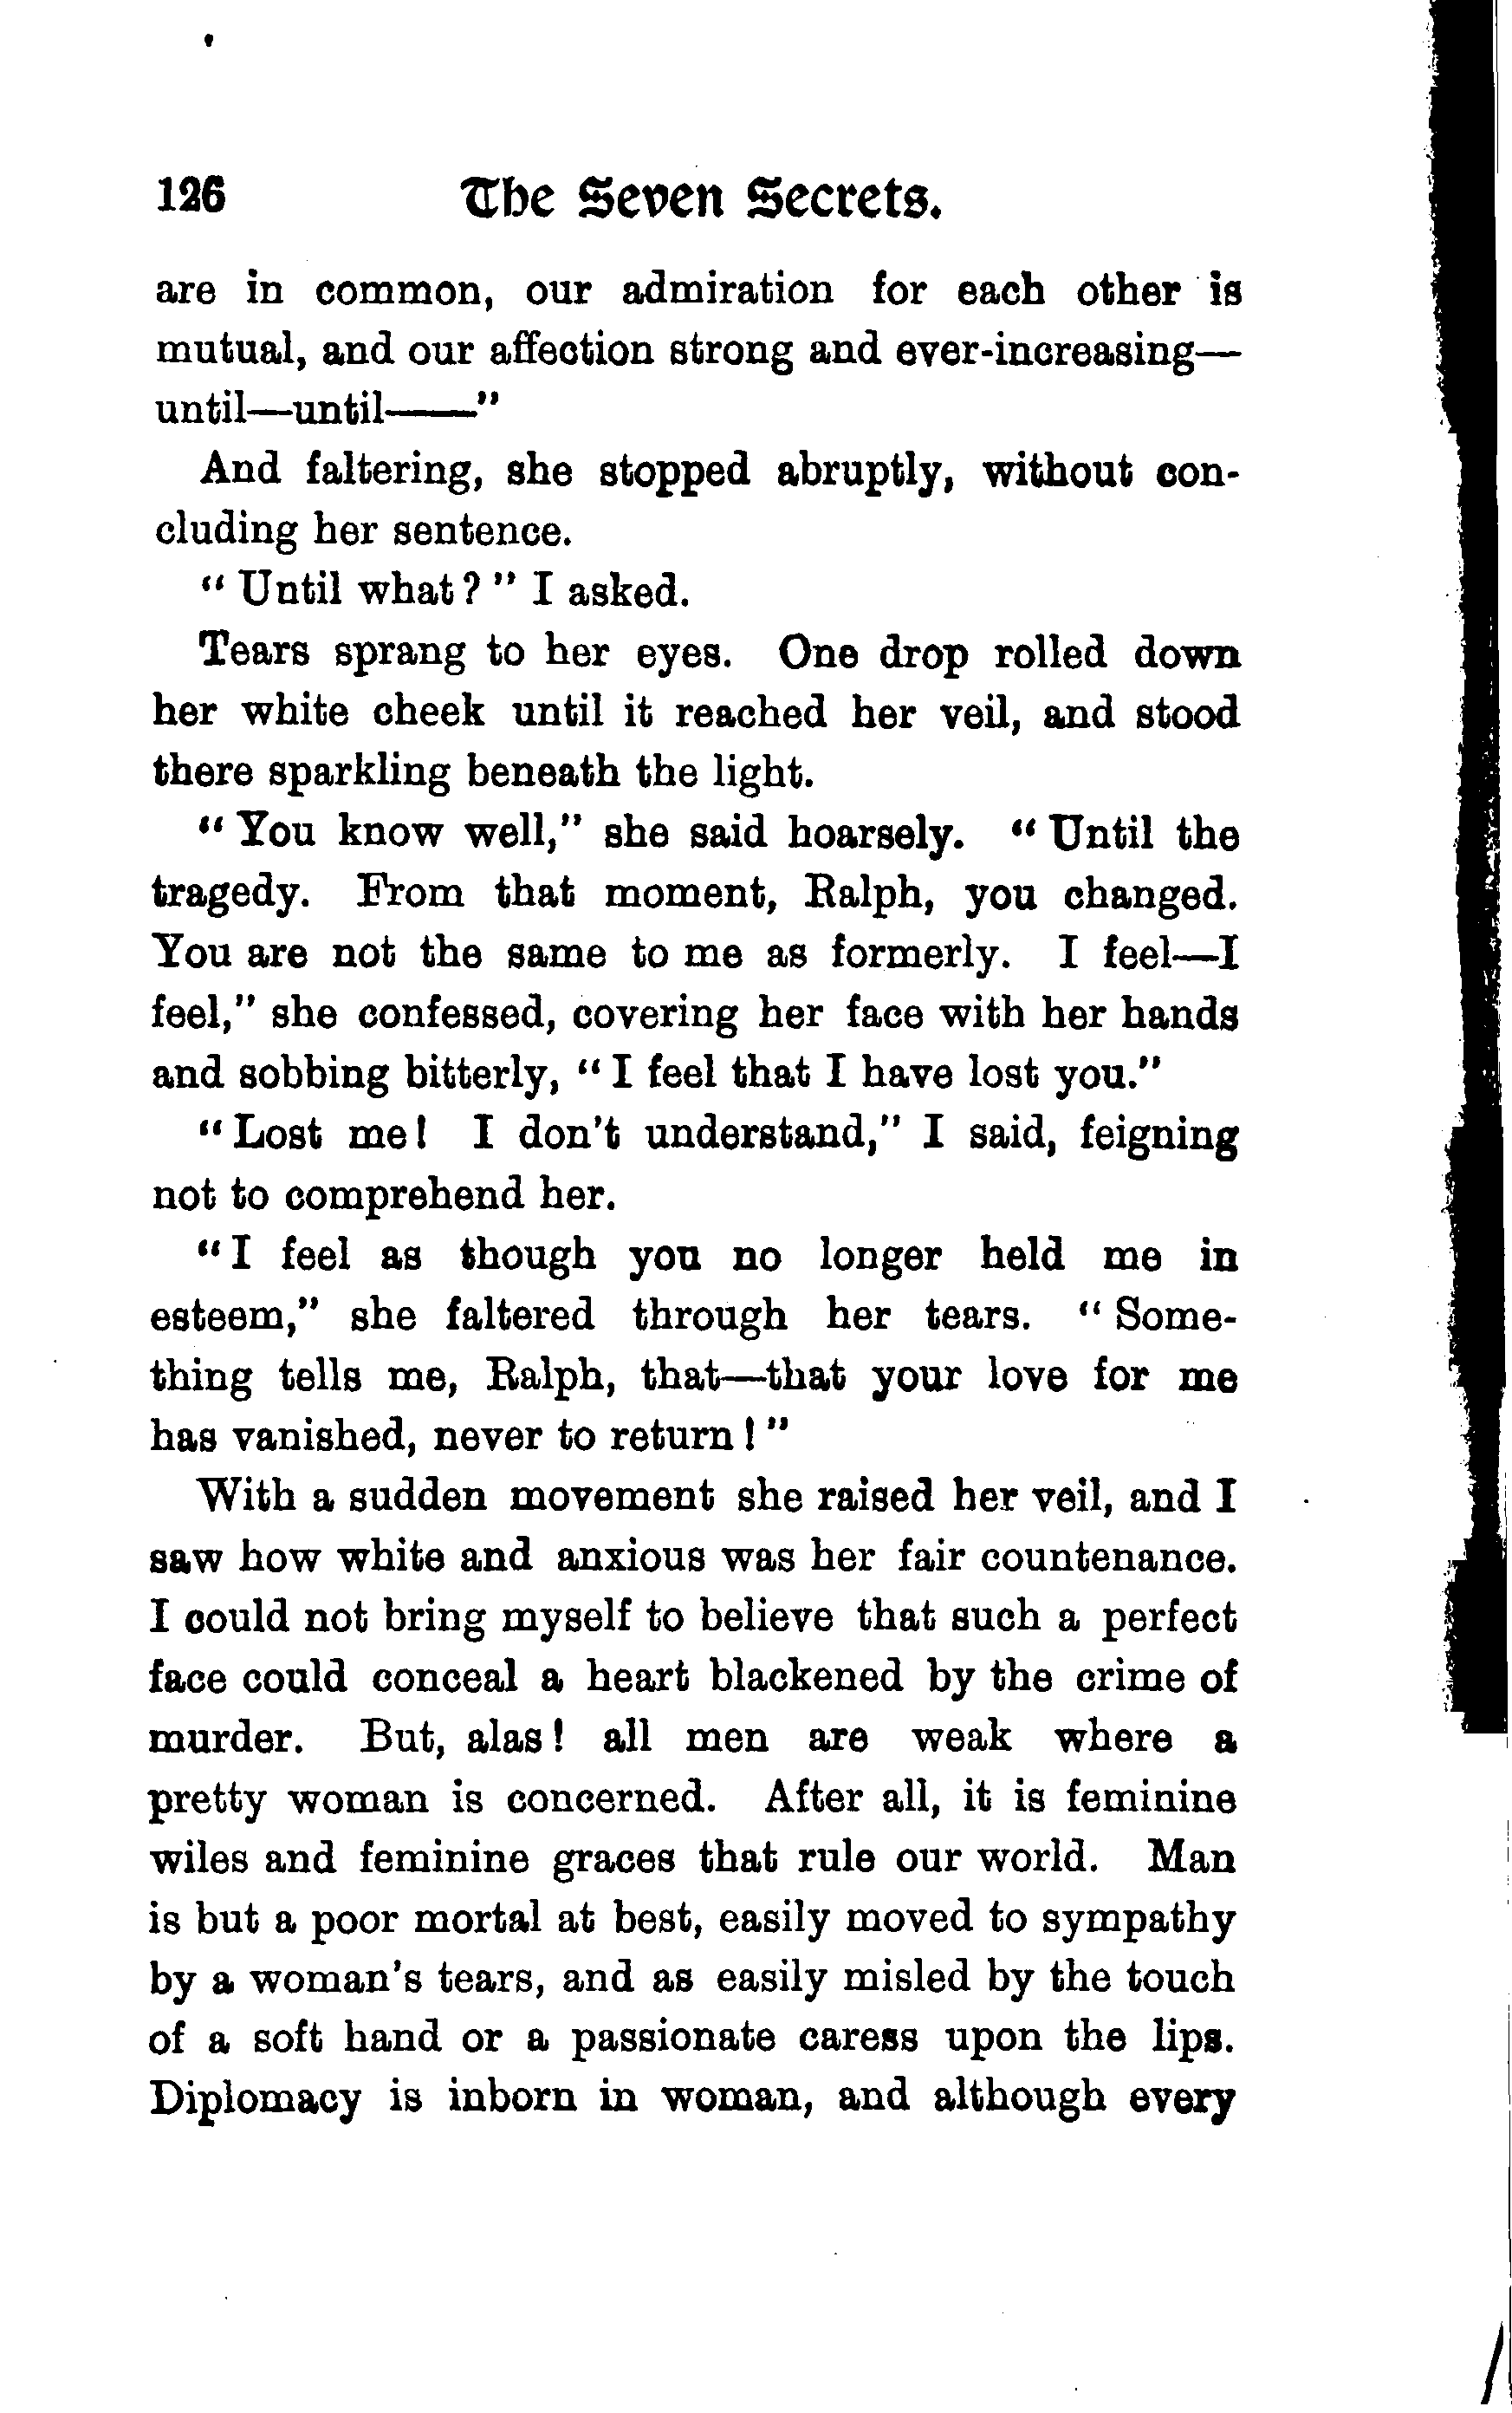 126 The Seven Secrets.
are in common, our admiration for each other is
mutual, and our affection strong and ever-increasing—
until—until——"
And faltering, she stopped abruptly, without con-
cluding her sentence.
" Until what ? " I asked.
Tears sprang to her eyes. One drop rolled down
her white cheek until it reached her veil, and stood
there sparkling beneath the light.
" You know well," she said hoarsely. " Until the
tragedy. From that moment, Ralph, you changed.
You are not the same to me as formerly. I feel—I
feel," she confessed, covering her face with her hands
and sobbing bitterly, " I feel that I have lost you."
" Lost me! I don't understand," I said, feigning
not to comprehend her.
" I feel as though you no longer held me in
esteem," she faltered through her tears. " Some-
thing tells me, Ralph, that—that your love for me
has vanished, never to return ! "
With a sudden movement she raised her veil, and I
saw how white and anxious was her fair countenance.
I could not bring myself to believe that such a perfect
face could conceal a heart blackened by the crime of
murder. But, alas! all men are weak where a
pretty woman is concerned. After all, it is feminine
wiles and feminine graces that rule our world. Man
is but a poor mortal at best, easily moved to sympathy
by a woman's tears, and as easily misled by the touch
of a soft hand or a passionate caress upon the lips.
Diplomacy is inborn in woman, and although every